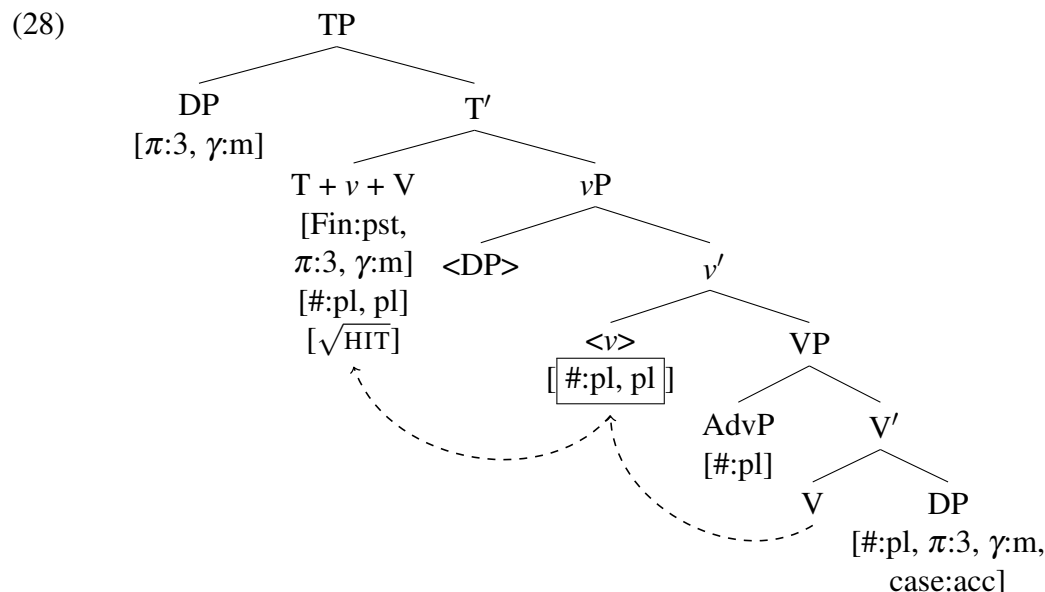 (28) TP
DP T′
[π:3, γ:m]
T + v + V vP
[Fin:pst,
π:3, γ:m] <DP> v′
[#:pl, pl]
[√HIT] <v> VP
[ #:pl, pl ]
AdvP V′
[#:pl]
V DP
[#:pl, π:3, γ:m,
case:acc]